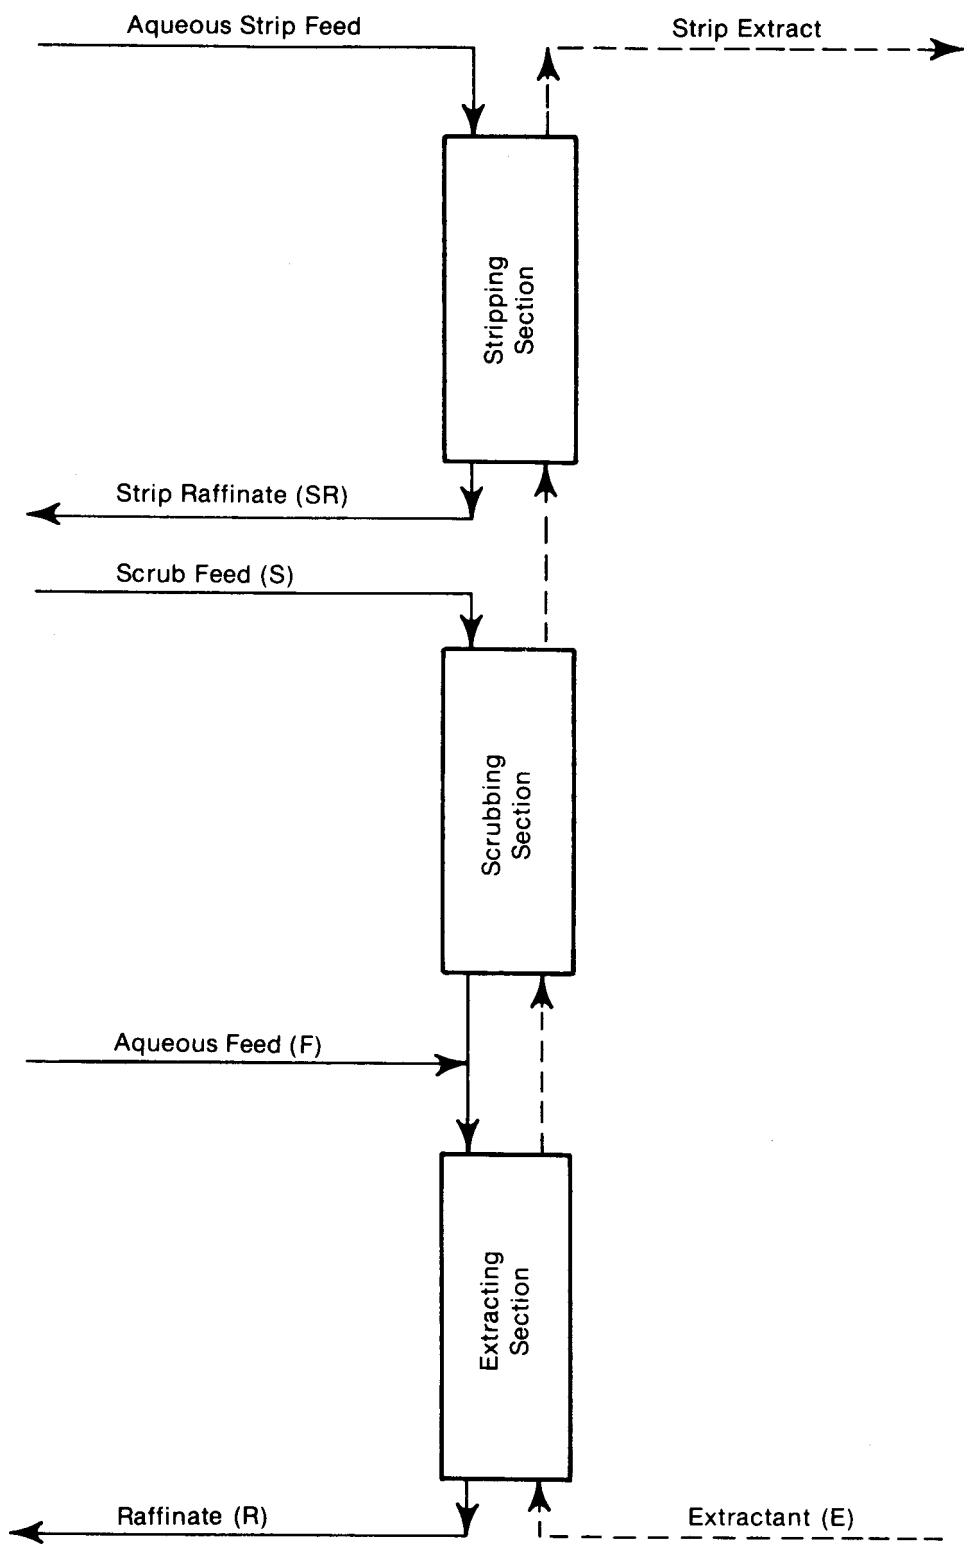 Aqueous Strip Feed
Strip Extract
Stripping
Section
Strip Raffinate (SR)
Scrub Feed (S)
Scrubbing
Section
Aqueous Feed (F)
Extracting
Section
Raffinate (R)
Extractant (E)